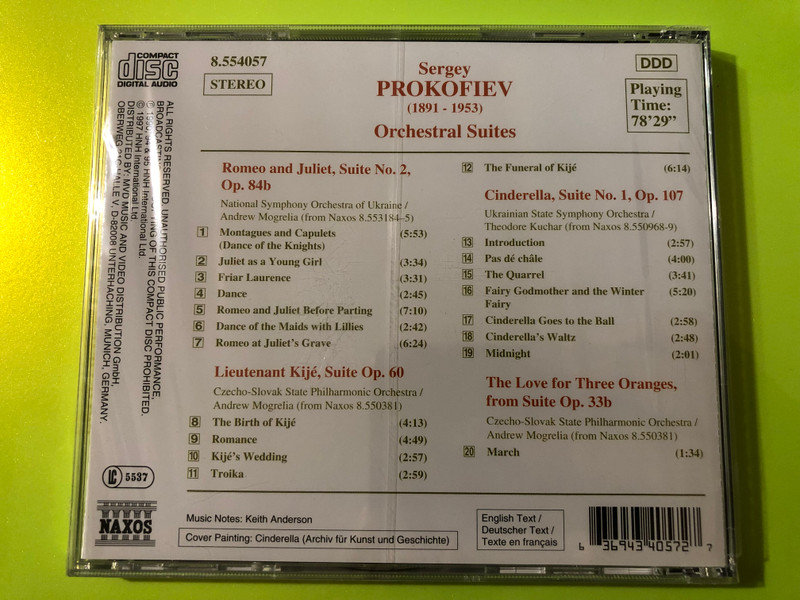 COMPACT
disc
DIGITAL AUDIO
8.554057
STEREO
Sergey
PROKOFIEV
(1891 - 1953)
Orchestral Suites
DDD
Playing
Time:
78'29"
ALL RIGHTS RESERVED. UNAUTHORISED PUBLIC PERFORMANCE,
OF THIS COMPACT DISC PROHIBITED.
HNH International Ltd.
© 1997 HNH International Ltd.
DISTRIBUTED BY: MVD MUSIC AND VIDEO DISTRIBUTION GmbH,
HALLE V, D-82008 UNTERHACHING, MUNICH, GERMANY.
Romeo and Juliet, Suite No. 2,
Op. 84b
National Symphony Orchestra of Ukraine /
Andrew Mogrelia (from Naxos 8.553184-5)
1 Montagues and Capulets (5:53)
(Dance of the Knights)
2 Juliet as a Young Girl (3:34)
3 Friar Laurence (3:31)
4 Dance (2:45)
5 Romeo and Juliet Before Parting (7:10)
6 Dance of the Maids with Lillies (2:42)
7 Romeo at Juliet's Grave (6:24)
Lieutenant Kijé, Suite Op. 60
Czecho-Slovak State Philharmonic Orchestra /
Andrew Mogrelia (from Naxos 8.550381)
8 The Birth of Kijé (4:13)
9 Romance (4:49)
10 Kijé's Wedding (2:57)
11 Troika (2:59)
12 The Funeral of Kijé (6:14)
Cinderella, Suite No. 1, Op. 107
Ukrainian State Symphony Orchestra /
Theodore Kuchar (from Naxos 8.550968-9)
13 Introduction (2:57)
14 Pas dé châle (4:00)
15 The Quarrel (3:41)
16 Fairy Godmother and the Winter (5:20)
Fairy
17 Cinderella Goes to the Ball (2:58)
18 Cinderella's Waltz (2:48)
19 Midnight (2:01)
The Love for Three Oranges,
from Suite Op. 33b
Czecho-Slovak State Philharmonic Orchestra /
Andrew Mogrelia (from Naxos 8.550381)
20 March (1:34)
LC 5537
NAXOS
Music Notes: Keith Anderson
Cover Painting: Cinderella (Archiv für Kunst und Geschichte)
English Text /
Deutscher Text /
Texte en français
6 36943 40572 7